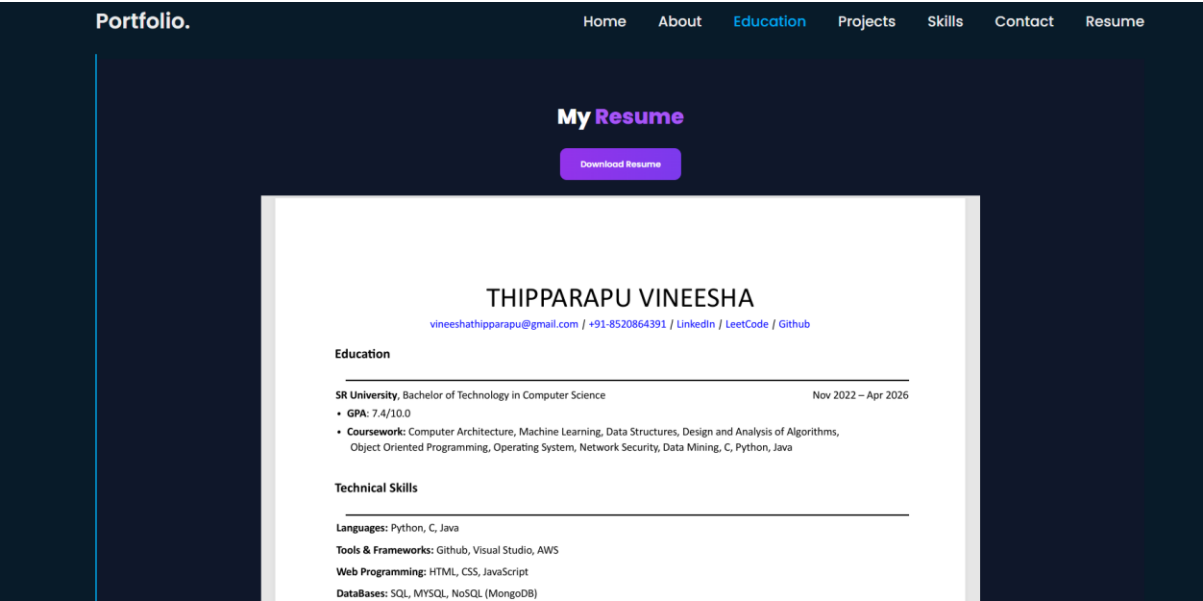 Portfolio.
Home About Education Projects Skills Contact Resume
My Resume
Download Resume
THIPPARAPU VINEESHA
vineeshathipparapu@gmail.com / +91-8520864391 / LinkedIn / LeetCode / Github
Education
SR University, Bachelor of Technology in Computer Science Nov 2022 – Apr 2026
• GPA: 7.4/10.0
• Coursework: Computer Architecture, Machine Learning, Data Structures, Design and Analysis of Algorithms,
Object Oriented Programming, Operating System, Network Security, Data Mining, C, Python, Java
Technical Skills
Languages: Python, C, Java
Tools & Frameworks: Github, Visual Studio, AWS
Web Programming: HTML, CSS, JavaScript
DataBases: SQL, MYSQL, NoSQL (MongoDB)